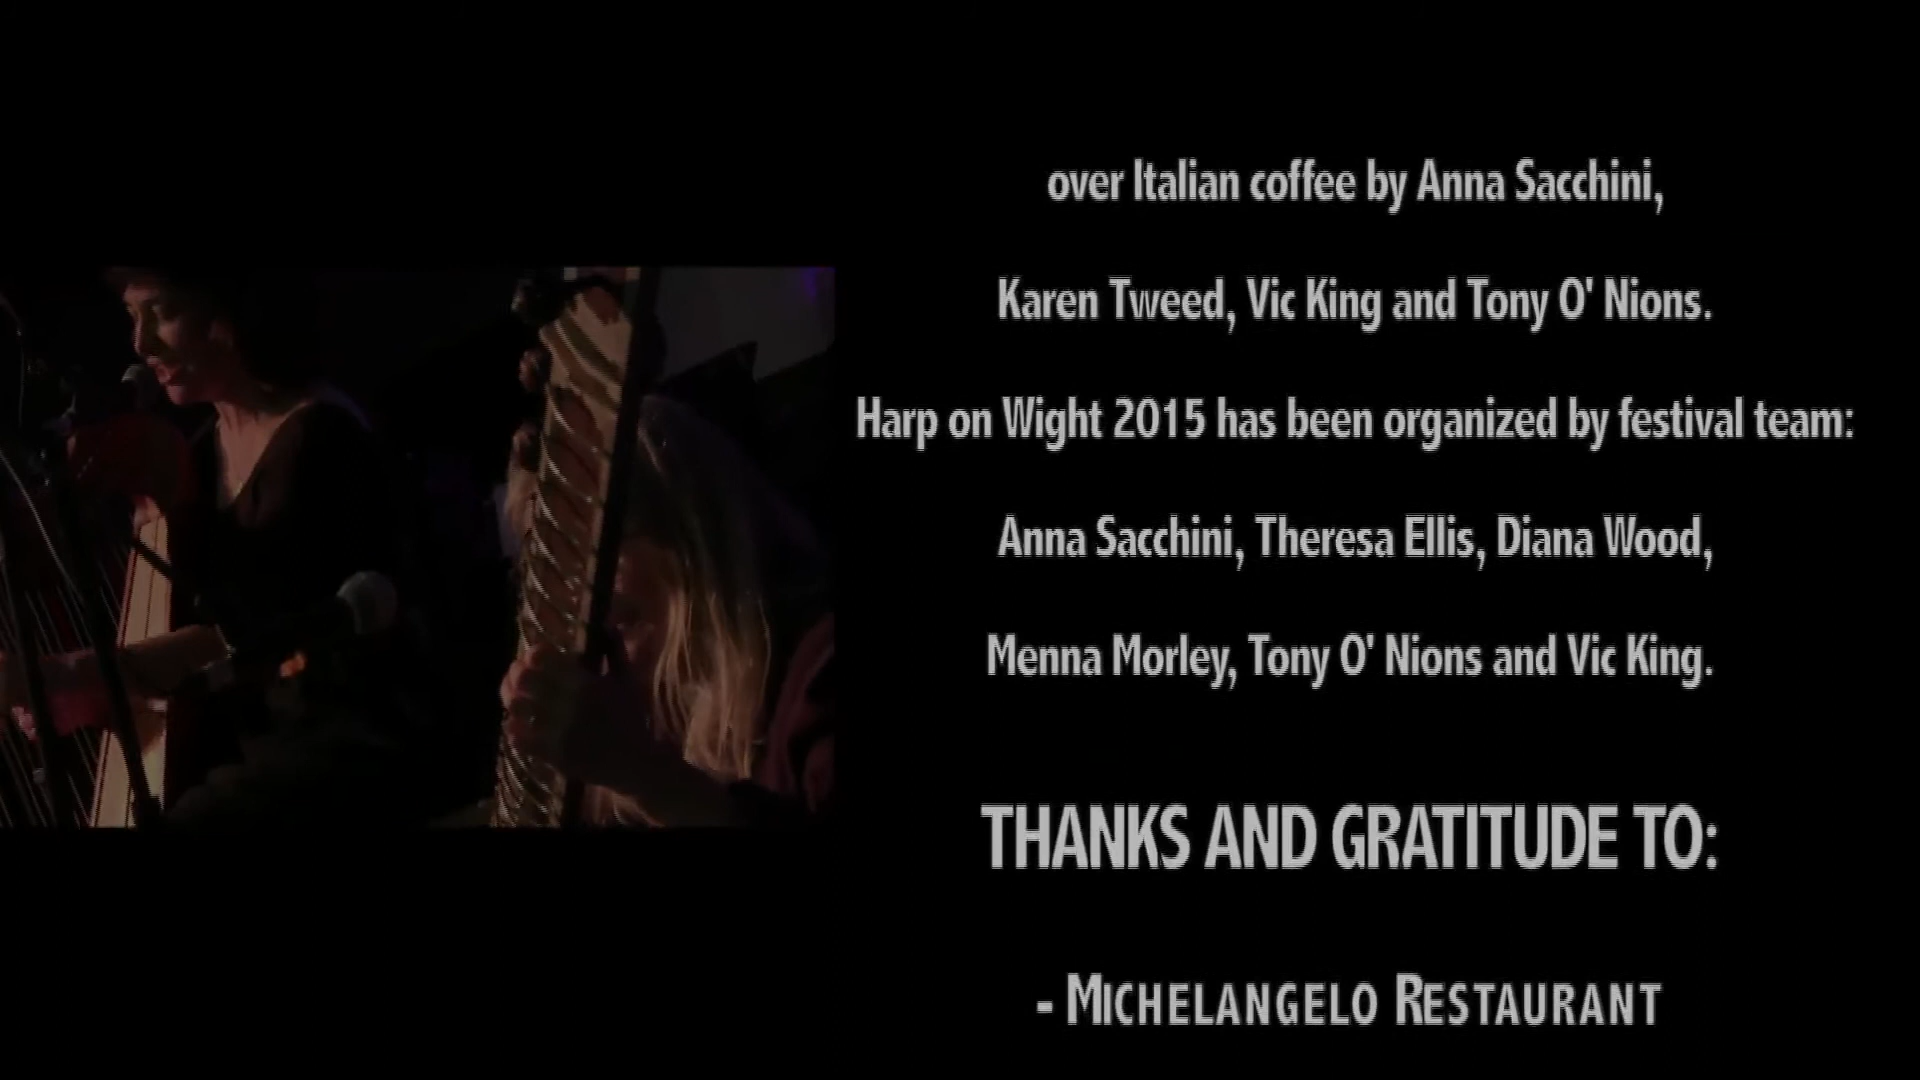 over Italian coffee by Anna Sacchini,
Karen Tweed, Vic King and Tony O' Nions.
Harp on Wight 2015 has been organized by festival team:
Anna Sacchini, Theresa Ellis, Diana Wood,
Menna Morley, Tony O' Nions and Vic King.
THANKS AND GRATITUDE TO:
- MICHELANGELO RESTAURANT